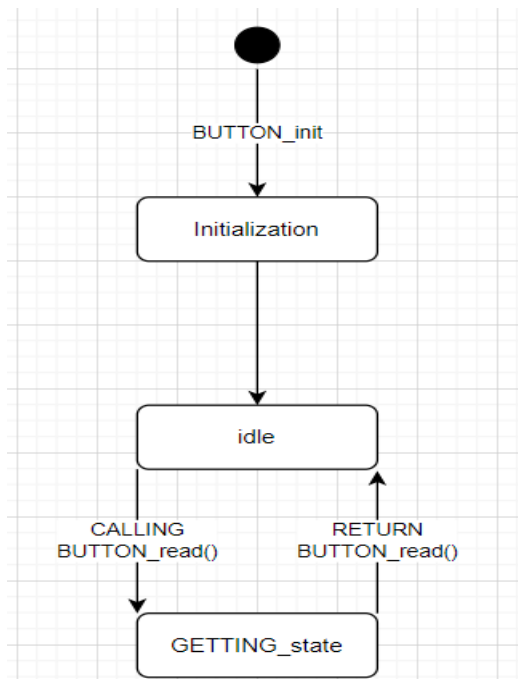 BUTTON_init
Initialization
idle
CALLING
BUTTON_read()
RETURN
BUTTON_read()
GETTING_state